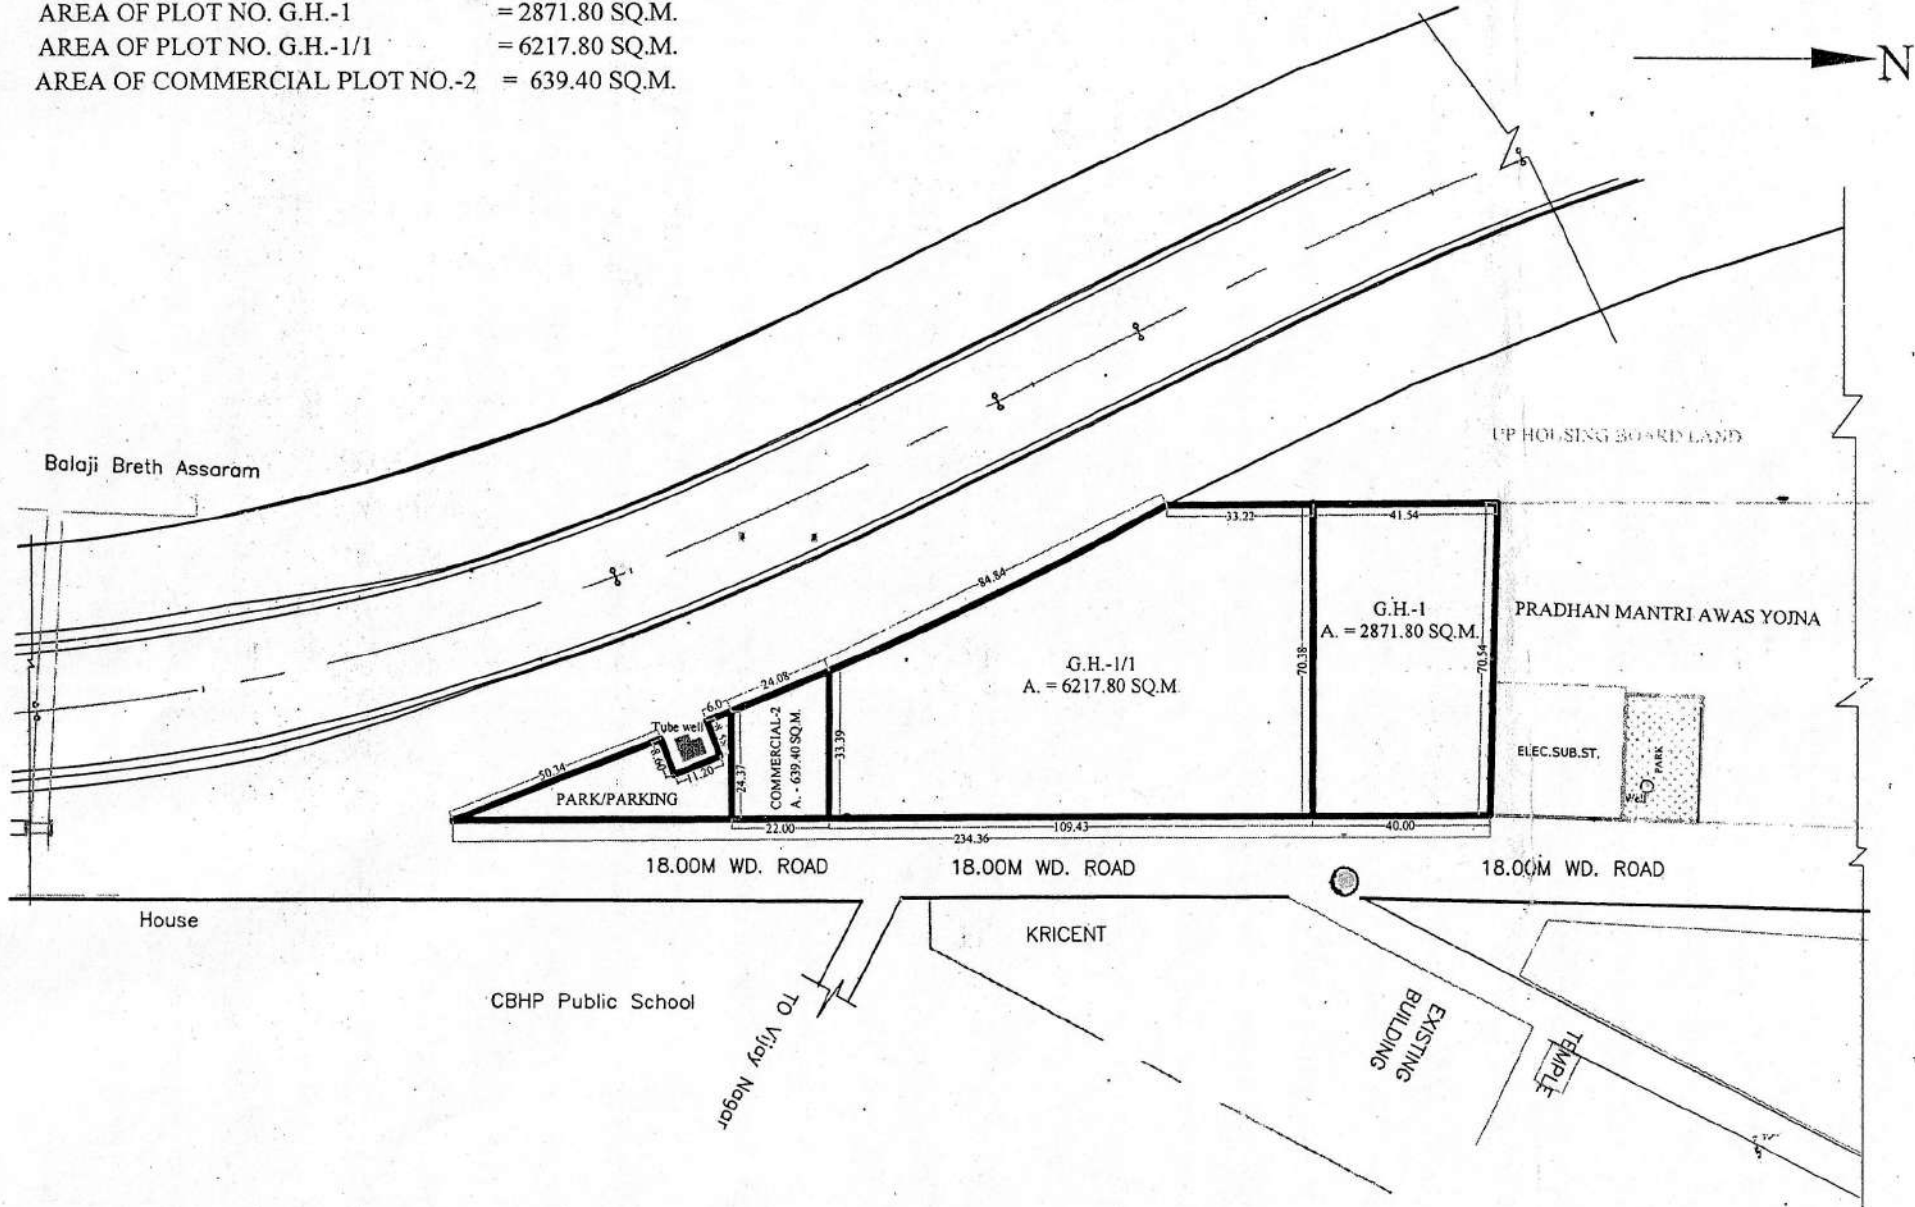 AREA OF PLOT NO. G.H.-1 = 2871.80 SQ.M.
AREA OF PLOT NO. G.H.-1/1 = 6217.80 SQ.M.
AREA OF COMMERCIAL PLOT NO.-2 = 639.40 SQ.M.
N
UP HOUSING BOARD LAND
Balaji Breth Assaram
33.22
41.54
84.84
G.H.-1
A. = 2871.80 SQ.M.
PRADHAN MANTRI AWAS YOJNA
70.38
70.54
G.H.-1/1
A. = 6217.80 SQ.M.
24.08
6.0
Tube well
8.60
11.20
50.34
PARK/PARKING
24.37
COMMERCIAL-2
A. - 639.40 SQ.M.
33.39
ELEC.SUB.ST.
PARK
Well
22.00
109.43
40.00
234.36
18.00M WD. ROAD
18.00M WD. ROAD
18.00M WD. ROAD
House
KRICENT
CBHP Public School
TO Vijay Nagar
EXISTING
BUILDING
TEMPLE